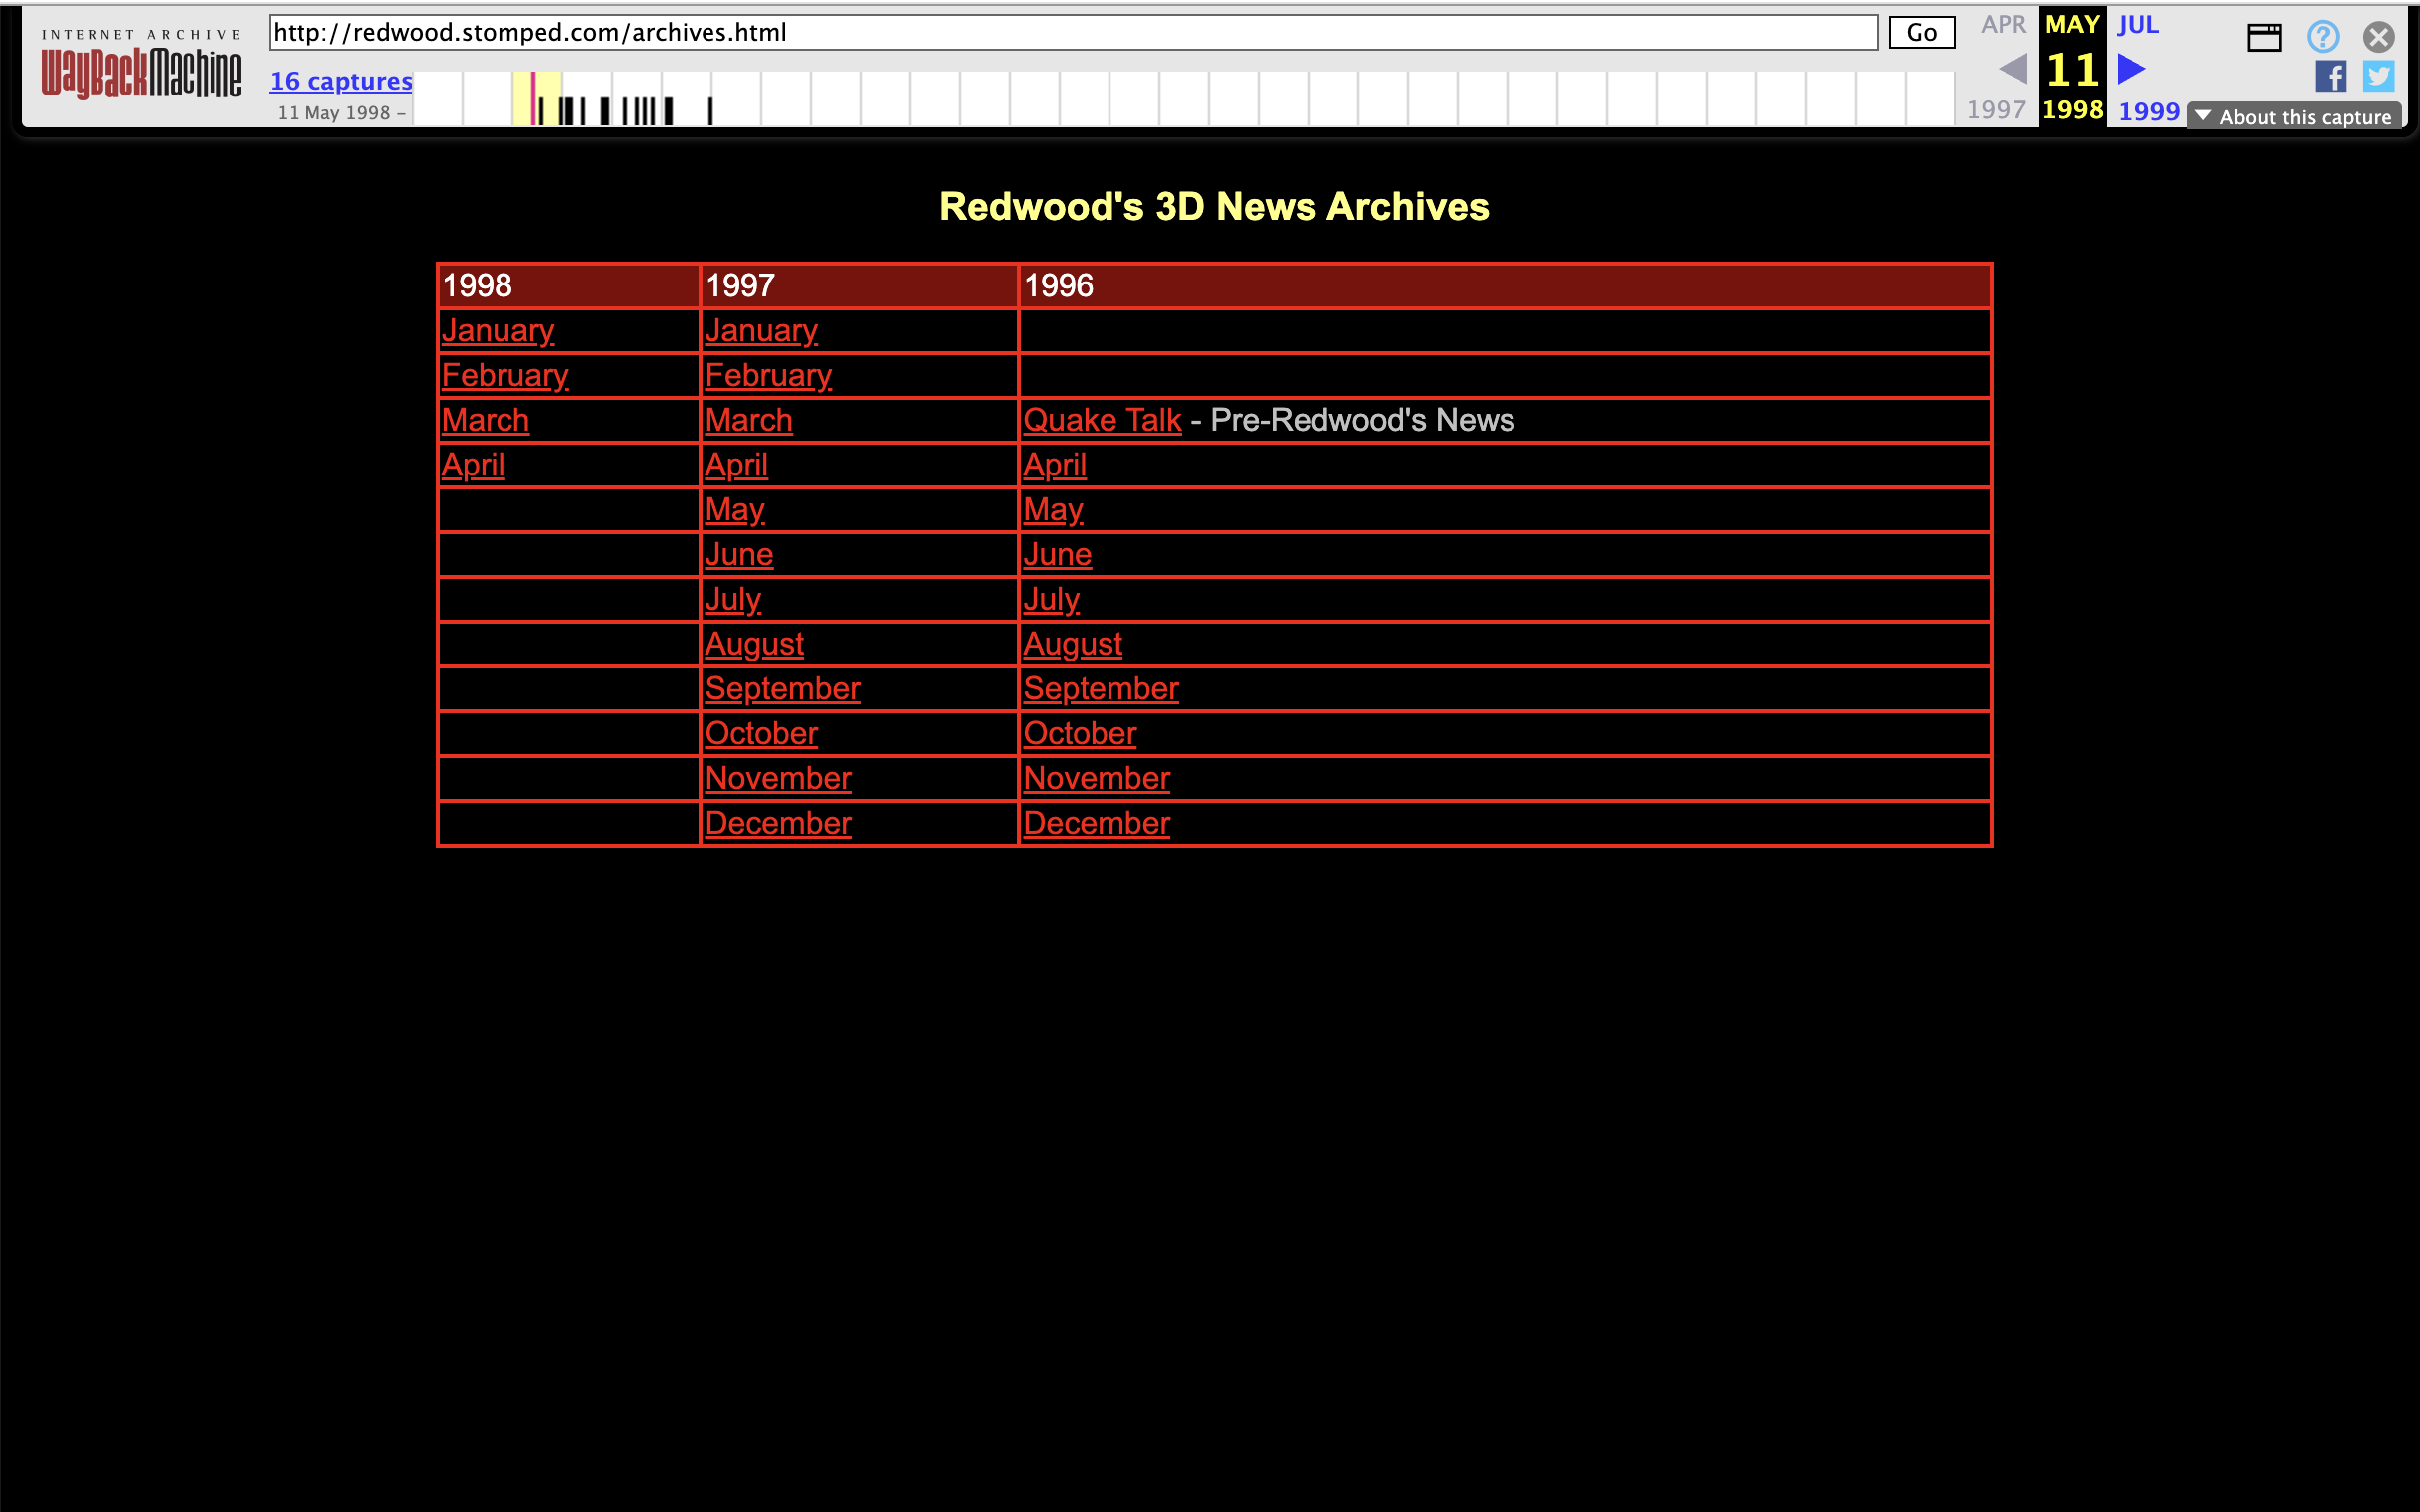 INTERNET ARCHIVE
WayBackMachine
http://redwood.stomped.com/archives.html
Go
16 captures
11 May 1998 –
APR MAY JUL
11
1997 1998 1999
?
f
About this capture
Redwood's 3D News Archives
1998 1997 1996
January January
February February
March March Quake Talk - Pre-Redwood's News
April April April
May May
June June
July July
August August
September September
October October
November November
December December